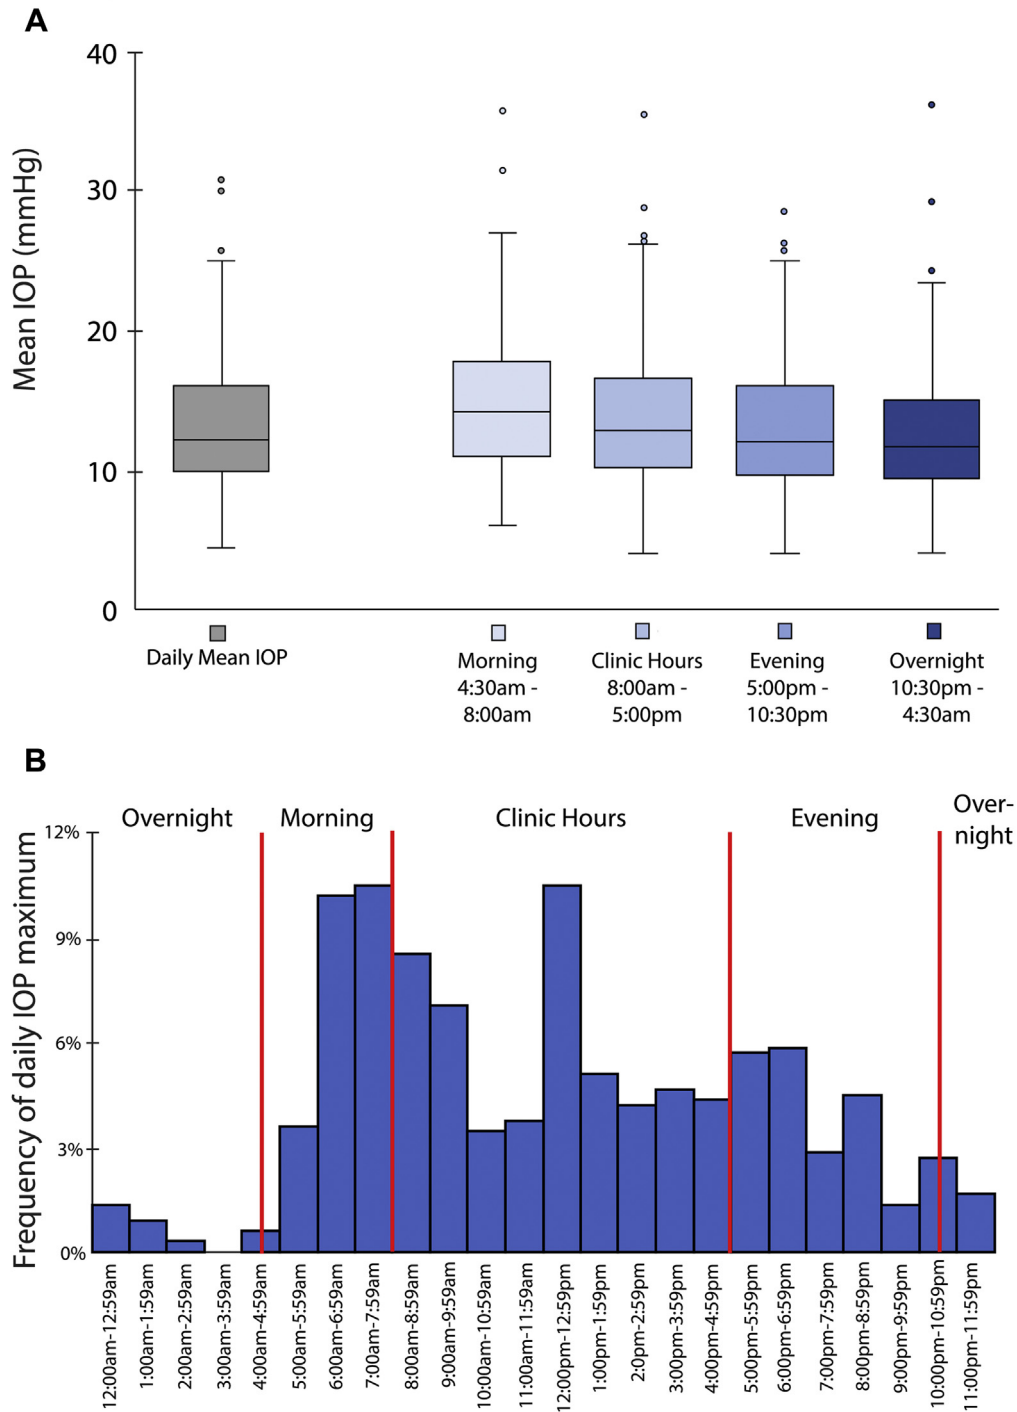 A
Mean IOP (mmHg)
40
30
20
10
0
Daily Mean IOP
Morning
4:30am -
8:00am
Clinic Hours
8:00am -
5:00pm
Evening
5:00pm -
10:30pm
Overnight
10:30pm -
4:30am
B
Frequency of daily IOP maximum
Overnight
Morning
Clinic Hours
Evening
Over-
night
12%
9%
6%
3%
0%
12:00am-12:59am
1:00am-1:59am
2:00am-2:59am
3:00am-3:59am
4:00am-4:59am
5:00am-5:59am
6:00am-6:59am
7:00am-7:59am
8:00am-8:59am
9:00am-9:59am
10:00am-10:59am
11:00am-11:59am
12:00pm-12:59pm
1:00pm-1:59pm
2:0pm-2:59pm
3:00pm-3:59pm
4:00pm-4:59pm
5:00pm-5:59pm
6:00pm-6:59pm
7:00pm-7:59pm
8:00pm-8:59pm
9:00pm-9:59pm
10:00pm-10:59pm
11:00pm-11:59pm